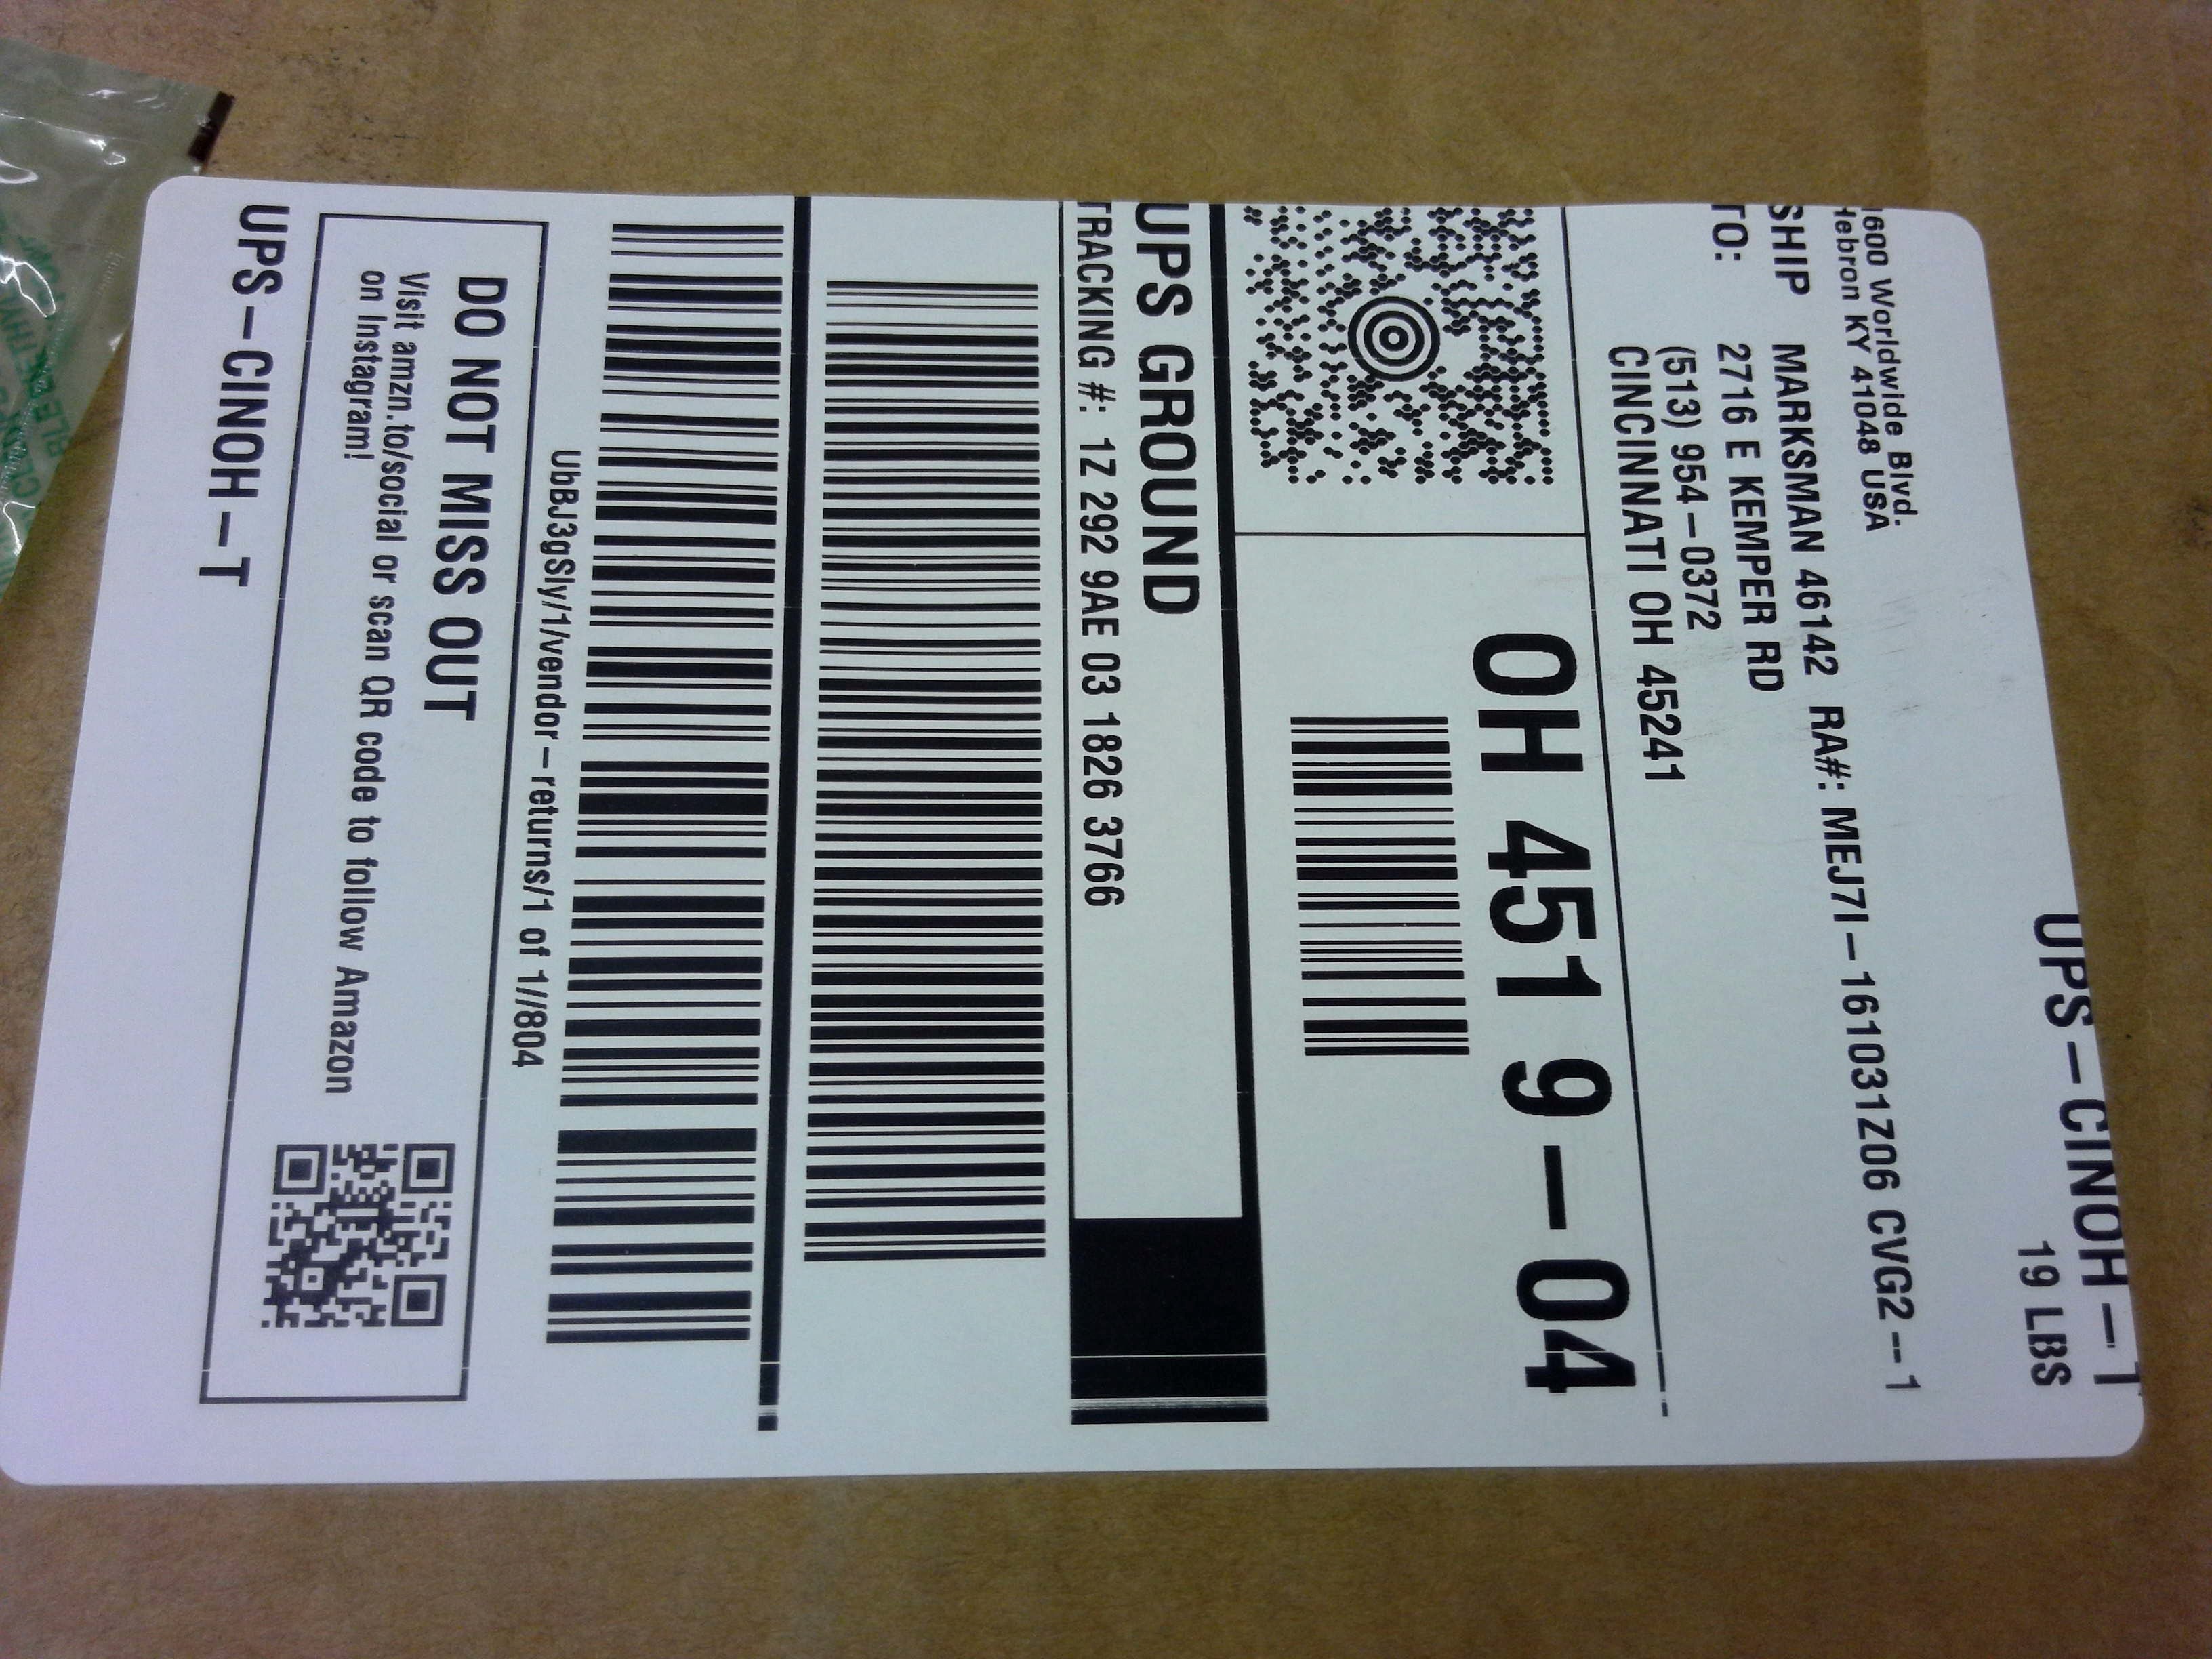 UPS-CINOH-T
19 LBS
1600 Worldwide Blvd.
Hebron KY 41048 USA
SHIP MARKSMAN 46142 RA#: MEJ7I-161031Z06 CVG2--1
TO: 2716 E KEMPER RD
(513) 954-0372
CINCINNATI OH 45241
OH 451 9-04
UPS GROUND
TRACKING #: 1Z 292 9AE 03 1826 3766
UbBJ3gSly/1/vendor-returns/1 of 1//804
DO NOT MISS OUT
Visit amzn.to/social or scan QR code to follow Amazon
on Instagram!
UPS-CINOH-T